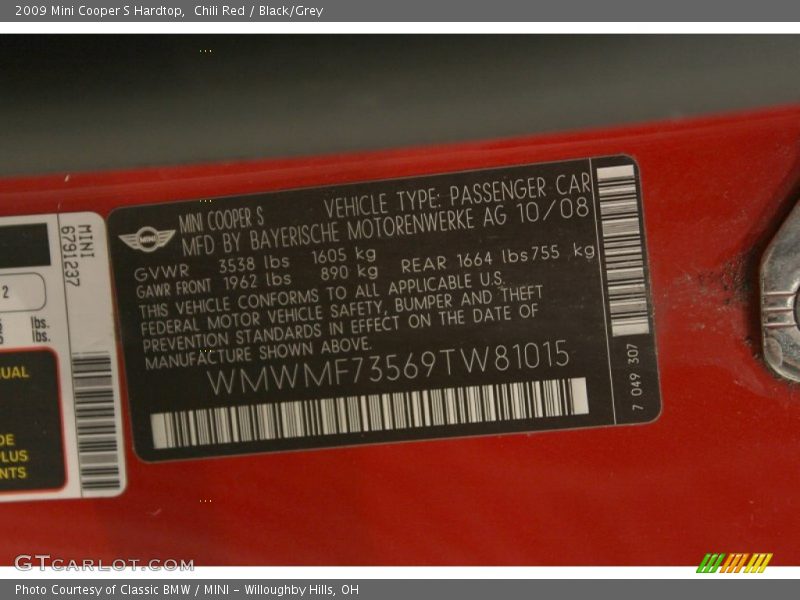 2009 Mini Cooper S Hardtop,  Chili Red / Black/Grey
MINI
6791237
2
lbs.
lbs.
UAL
DE
PLUS
NTS
MINI
MINI COOPER S VEHICLE TYPE: PASSENGER CAR
MFD BY BAYERISCHE MOTORENWERKE AG 10/08
GVWR 3538 lbs 1605 kg
GAWR FRONT 1962 lbs 890 kg REAR 1664 lbs 755 kg
THIS VEHICLE CONFORMS TO ALL APPLICABLE U.S.
FEDERAL MOTOR VEHICLE SAFETY, BUMPER AND THEFT
PREVENTION STANDARDS IN EFFECT ON THE DATE OF
MANUFACTURE SHOWN ABOVE.
WMWMF73569TW81015
7 049 307
GTCARLOT.COM
Photo Courtesy of Classic BMW / MINI - Willoughby Hills, OH